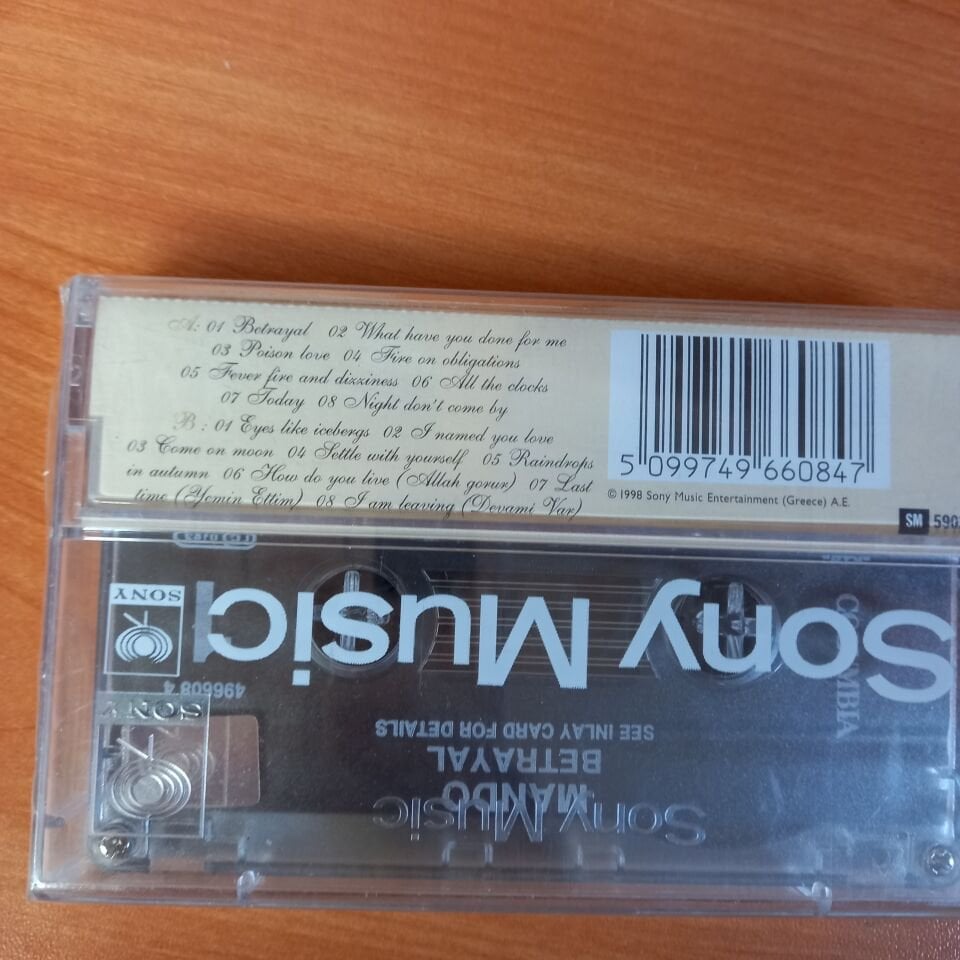 A: 01 Betrayal 02 What have you done for me
03 Poison love 04 Fire on obligations
05 Fever fire and dizziness 06 All the clocks
07 Today 08 Night don't come by
B: 01 Eyes like icebergs 02 I named you love
03 Come on moon 04 Settle with yourself 05 Raindrops
in autumn 06 How do you live (Allah gorur) 07 Last
time (Yemin Ettim) 08 I am leaving (Devami Var)
5 099749 660847
© 1998 Sony Music Entertainment (Greece) A.E.
SM 590
Sony Music
SONY
COLUMBIA
496608 4
SONY
SEE INLAY CARD FOR DETAILS
BETRAYAL
MANDO
Sony Music